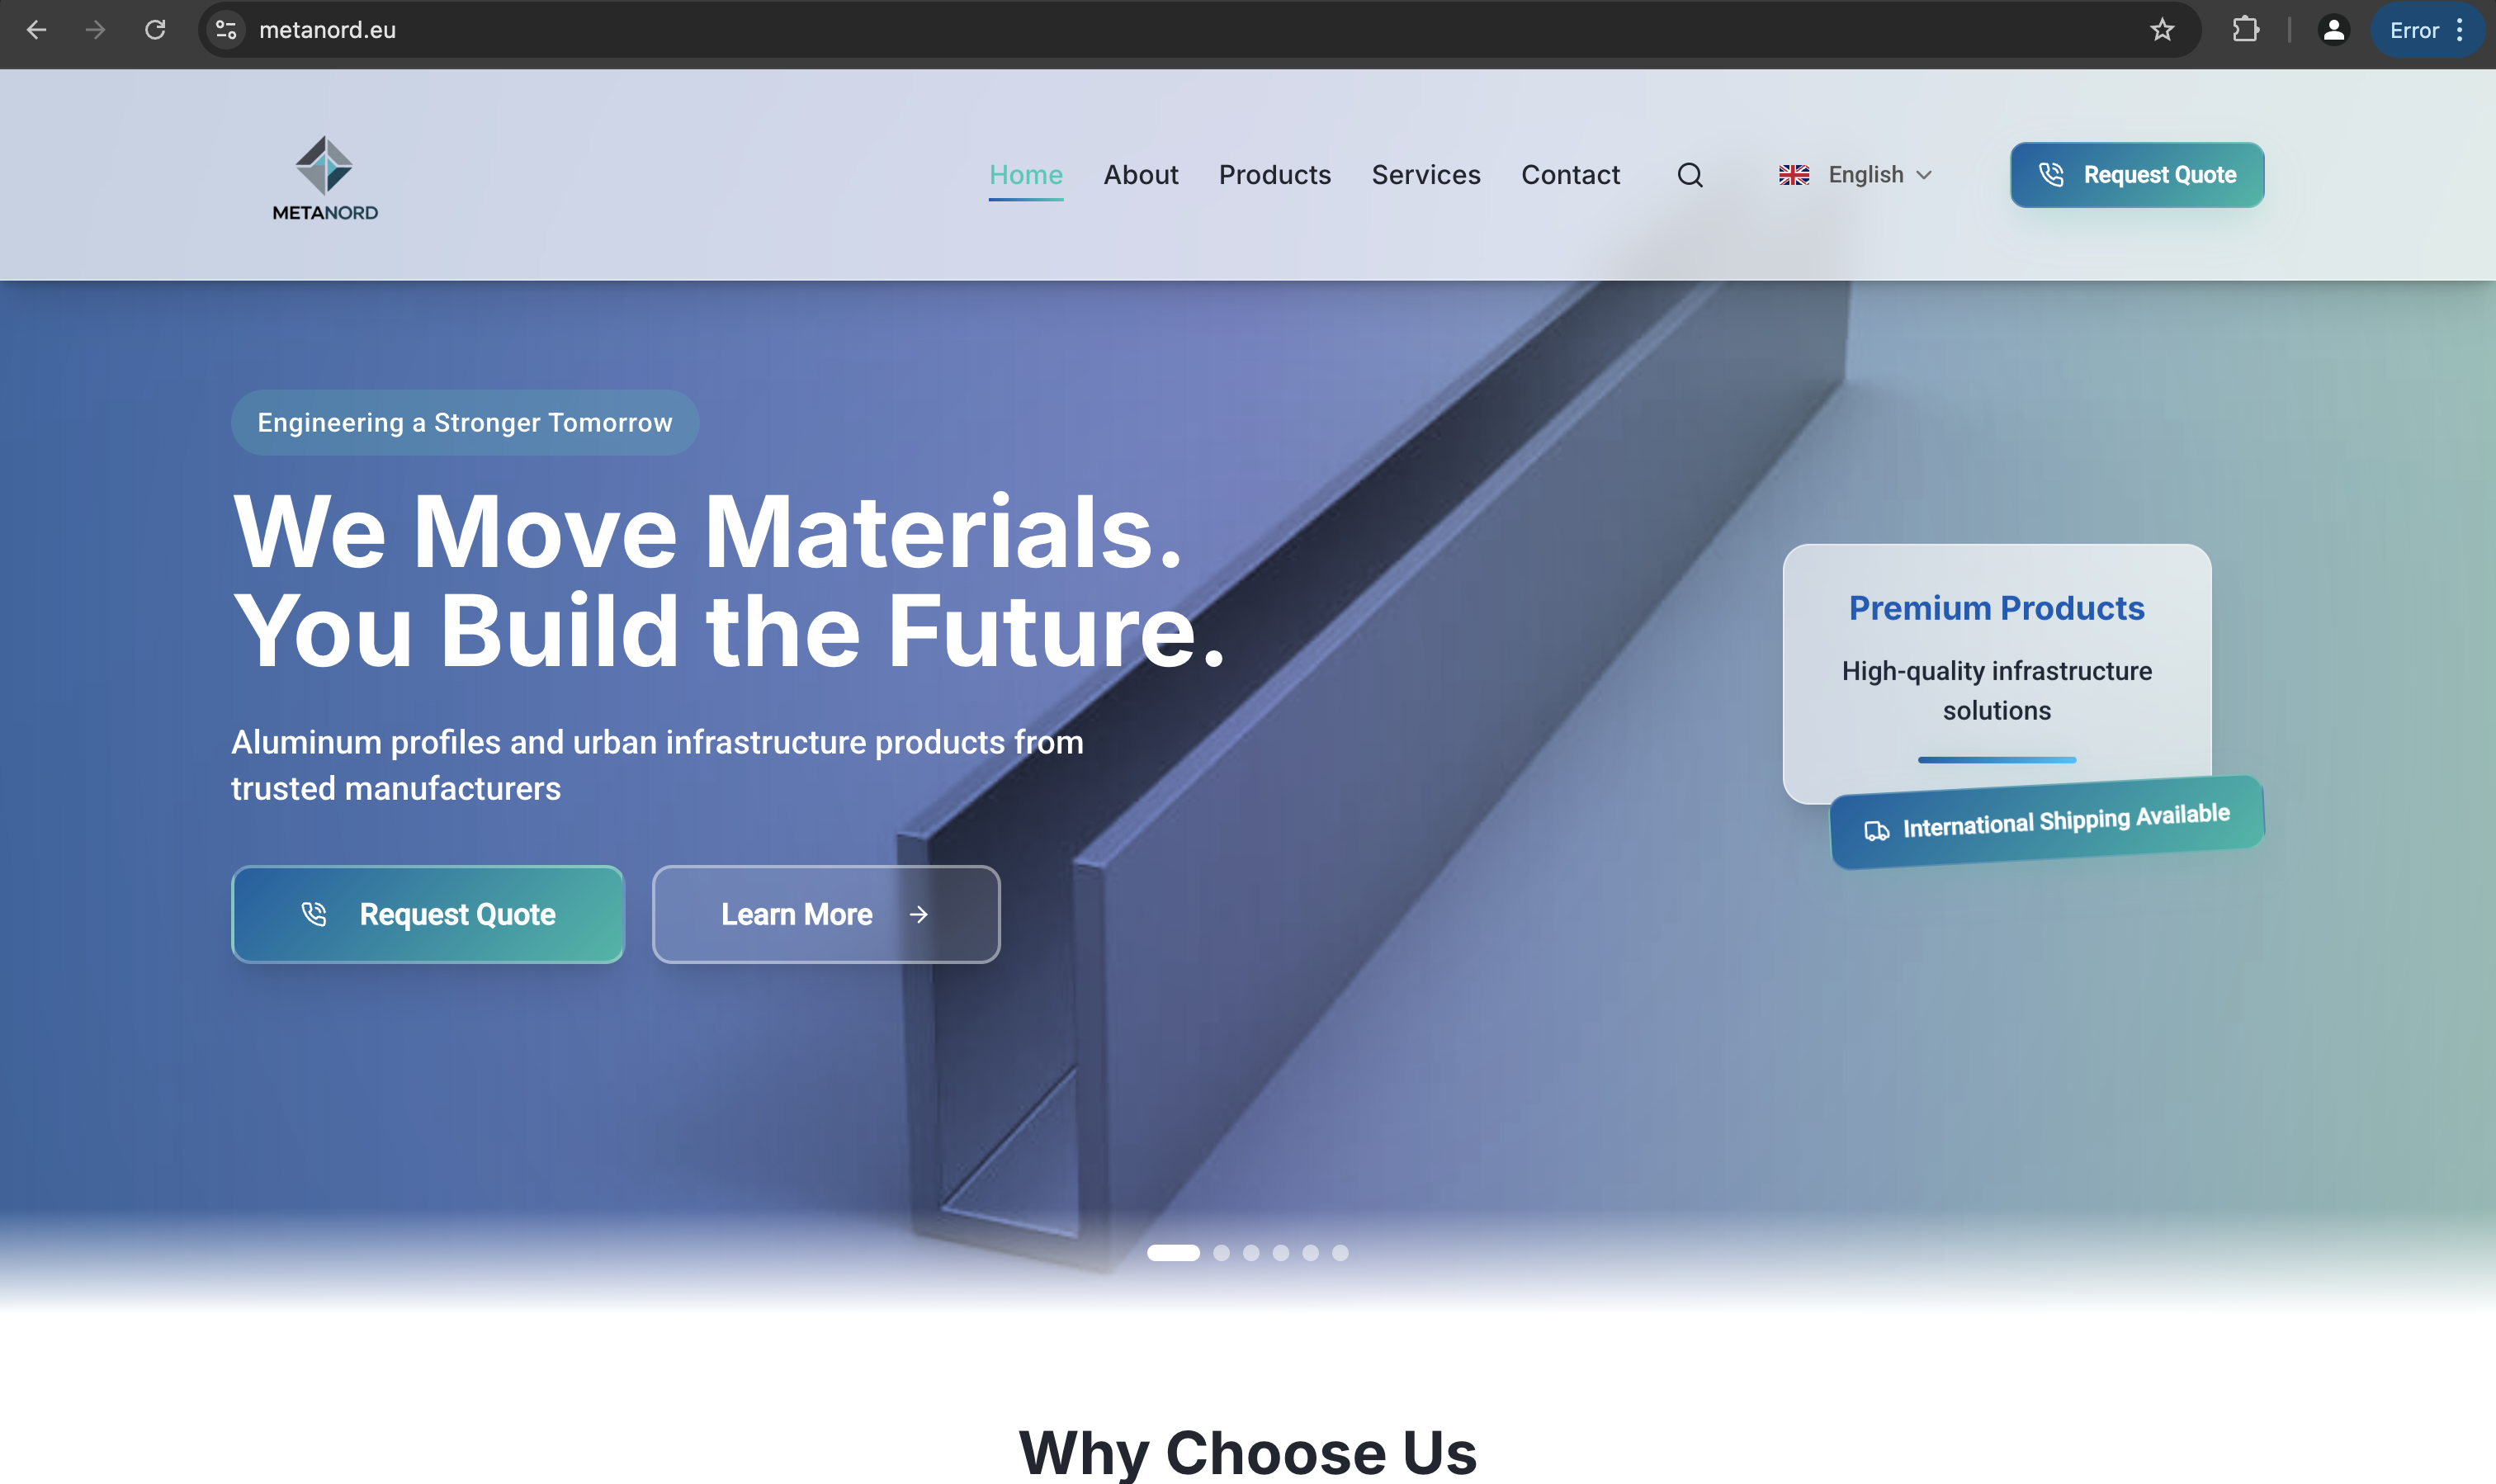 metanord.eu
Error
METANORD
Home
About
Products
Services
Contact
English
Request Quote
Engineering a Stronger Tomorrow
We Move Materials.
You Build the Future.
Aluminum profiles and urban infrastructure products from
trusted manufacturers
Request Quote
Learn More
Premium Products
High-quality infrastructure
solutions
International Shipping Available
Why Choose Us